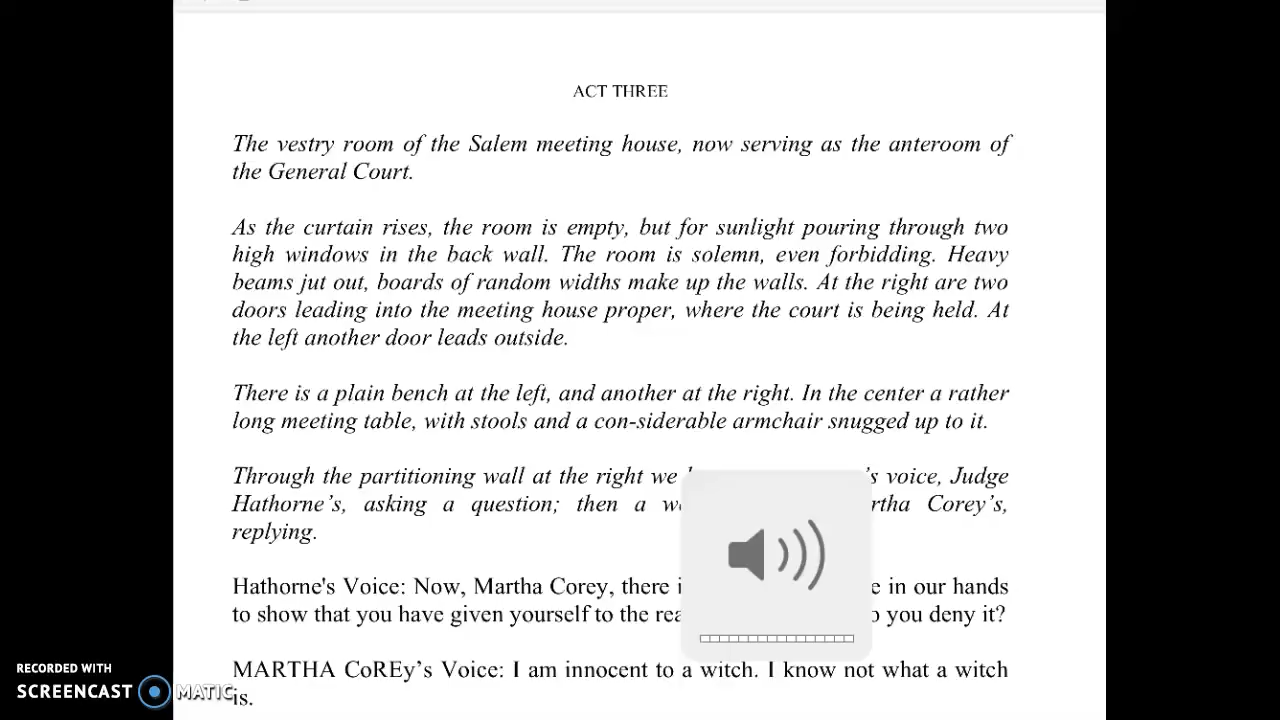 ACT THREE
The vestry room of the Salem meeting house, now serving as the anteroom of
the General Court.
As the curtain rises, the room is empty, but for sunlight pouring through two
high windows in the back wall. The room is solemn, even forbidding. Heavy
beams jut out, boards of random widths make up the walls. At the right are two
doors leading into the meeting house proper, where the court is being held. At
the left another door leads outside.
There is a plain bench at the left, and another at the right. In the center a rather
long meeting table, with stools and a con-siderable armchair snugged up to it.
Through the partitioning wall at the right we 's voice, Judge
Hathorne's, asking a question; then a Corey's,
replying.
Hathorne's Voice: Now, Martha Corey, there in our hands
to show that you have given yourself to the you deny it?
MARTHA CoREy's Voice: I am innocent to a witch. I know not what a witch
is.
RECORDED WITH
SCREENCAST MATIC